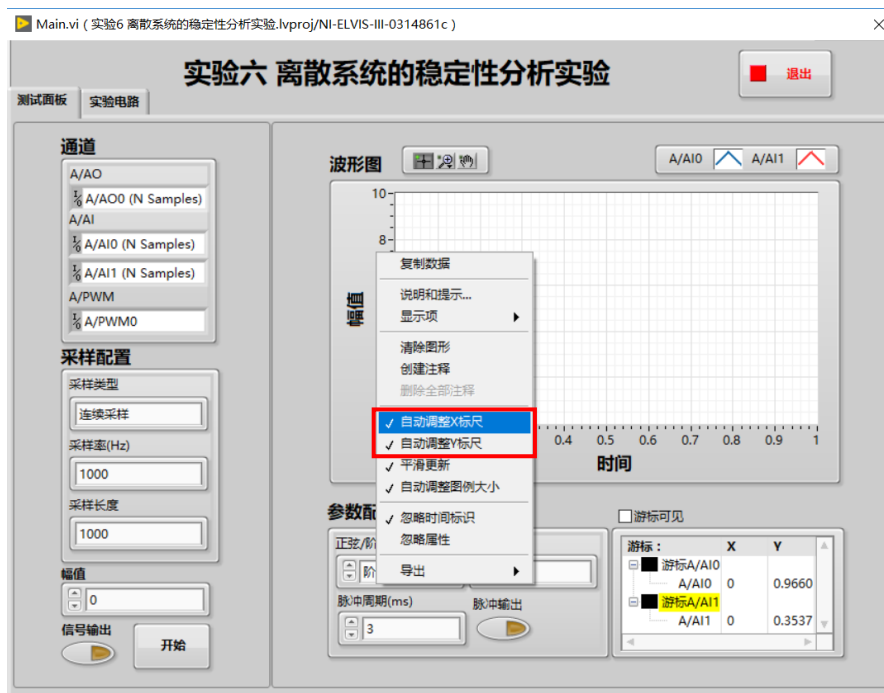 Main.vi ( 实验6 离散系统的稳定性分析实验.lvproj/NI-ELVIS-III-0314861c )
实验六 离散系统的稳定性分析实验
退出
测试面板
实验电路
通道
A/AO
A/AO0 (N Samples)
A/AI
A/AI0 (N Samples)
A/AI1 (N Samples)
A/PWM
A/PWM0
采样配置
采样类型
连续采样
采样率(Hz)
1000
采样长度
1000
幅值
0
信号输出
开始
波形图
A/AI0
A/AI1
10
8
幅值
0.4 0.5 0.6 0.7 0.8 0.9 1
时间
复制数据
说明和提示...
显示项
清除图形
创建注释
删除全部注释
自动调整X标尺
自动调整Y标尺
平滑更新
自动调整图例大小
忽略时间标识
忽略属性
导出
参数配
正弦/阶
阶
脉冲周期(ms)
3
脉冲输出
游标可见
游标: X Y
游标A/AI0
A/AI0 0 0.9660
游标A/AI1
A/AI1 0 0.3537